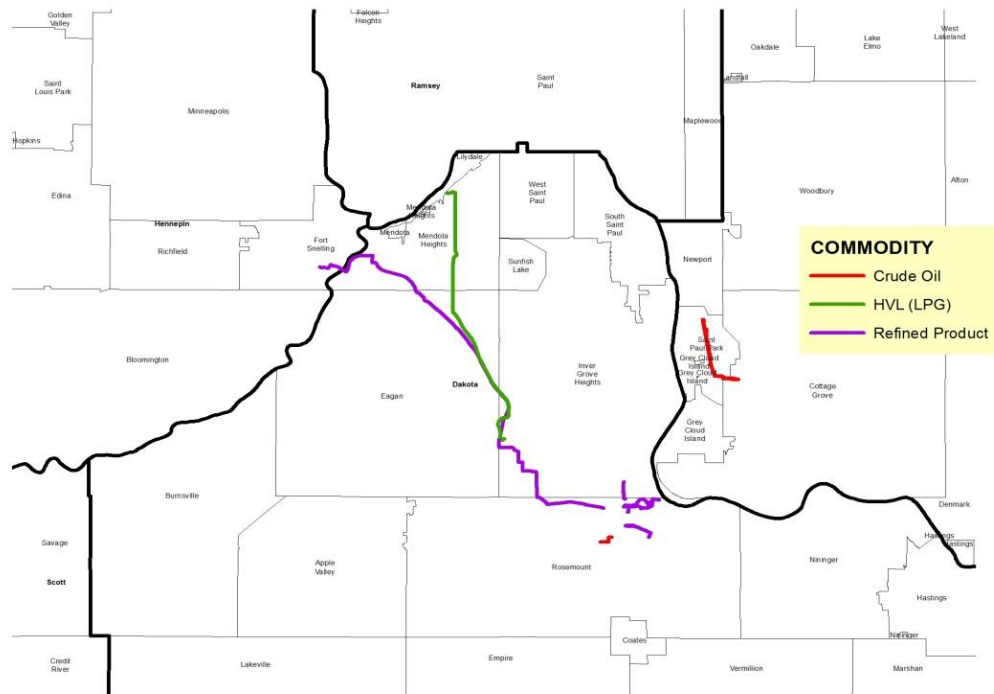 Golden
Valley
Falcon
Heights
Oakdale
Lake
Elmo
West
Lakeland
Saint
Louis Park
Minneapolis
Ramsey
Saint
Paul
Landfall
Maplewood
Hopkins
Edina
Lilydale
West
Saint
Paul
Woodbury
Afton
Mendota
Heights
Hennepin
Richfield
Fort
Snelling
Mendota
Mendota
Heights
South
Saint
Paul
Sunfish
Lake
Newport
COMMODITY
Crude Oil
HVL (LPG)
Refined Product
Bloomington
Saint
Paul Park
Grey Cloud
Island
Grey Cloud
Island
Dakota
Eagan
Inver
Grove
Heights
Cottage
Grove
Grey
Cloud
Island
Burnsville
Denmark
Savage
Scott
Apple
Valley
Rosemount
Nininger
Hastings
Hastings
Hastings
Coates
Nininger
Credit
River
Lakeville
Empire
Vermillion
Marshan